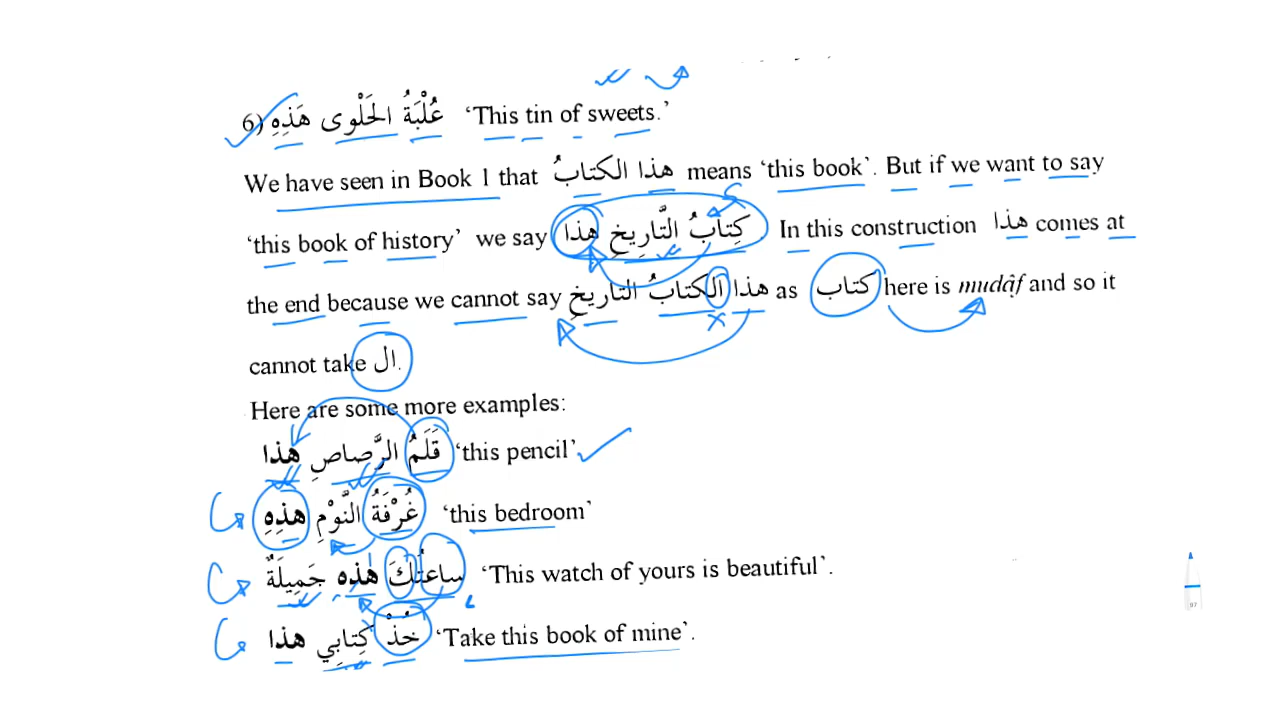 6) عُلْبَةُ الحَلْوى هَذِهِ 'This tin of sweets.'
We have seen in Book 1 that هذا الكتابُ means 'this book'. But if we want to say
'this book of history' we say كِتابُ التَّارِيخِ هذا In this construction هذا comes at
the end because we cannot say هذا الكتابُ التاريخِ as كتاب here is mudâf and so it
cannot take ال.
Here are some more examples:
قَلَمُ الرَّصاصِ هذا 'this pencil'
غُرْفَةُ النَّوْمِ هذِهِ 'this bedroom'
ساعتُكَ هذه جَمِيلَةٌ 'This watch of yours is beautiful'.
خُذْ كِتابِي هذا 'Take this book of mine'.